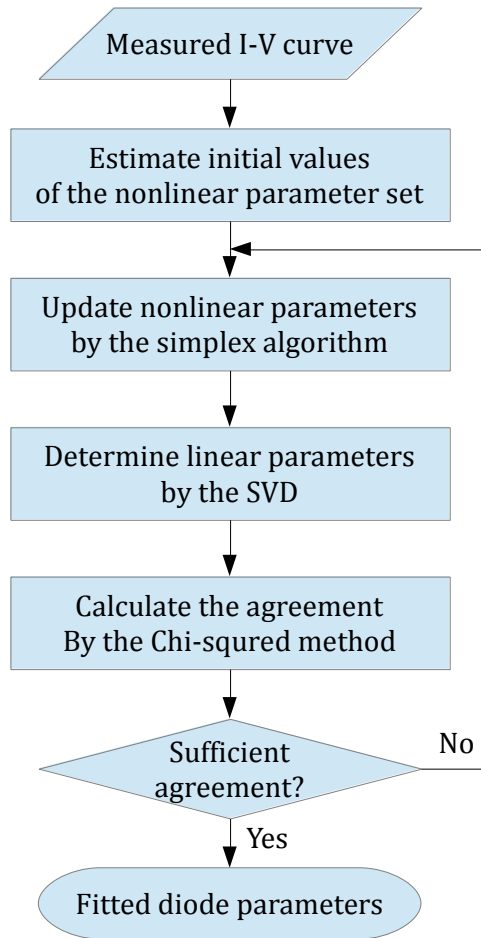 Measured I-V curve
Estimate initial values
of the nonlinear parameter set
Update nonlinear parameters
by the simplex algorithm
Determine linear parameters
by the SVD
Calculate the agreement
By the Chi-squred method
Sufficient
agreement?
No
Yes
Fitted diode parameters